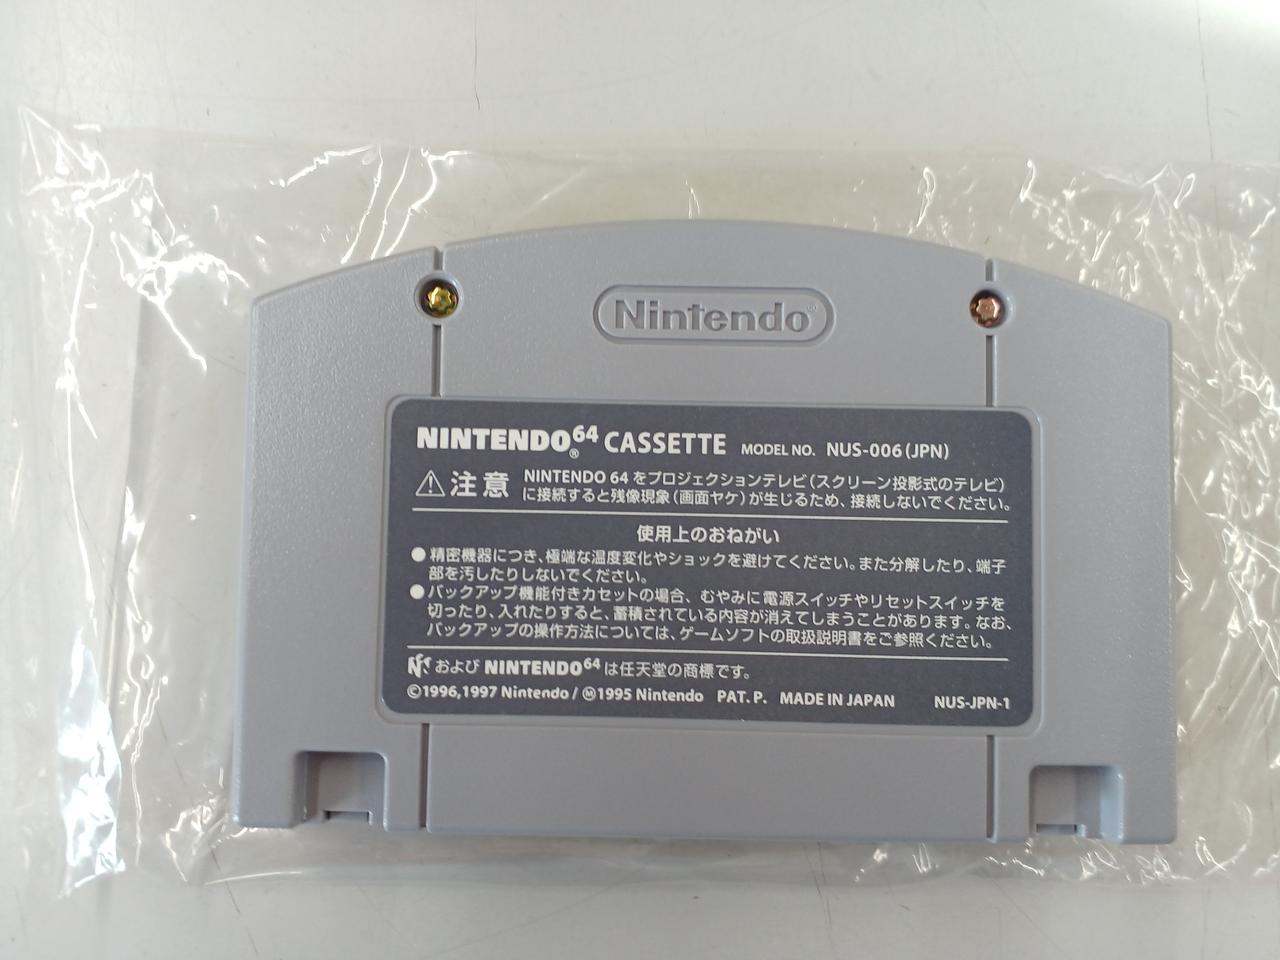 Nintendo®
NINTENDO64® CASSETTE MODEL NO. NUS-006(JPN)
⚠注意 NINTENDO 64 をプロジェクションテレビ(スクリーン投影式のテレビ)
に接続すると残像現象(画面ヤケ)が生じるため、接続しないでください。
使用上のおねがい
●精密機器につき、極端な温度変化やショックを避けてください。また分解したり、端子
部を汚したりしないでください。
●バックアップ機能付きカセットの場合、むやみに電源スイッチやリセットスイッチを
切ったり、入れたりすると、蓄積されている内容が消えてしまうことがあります。なお、
バックアップの操作方法については、ゲームソフトの取扱説明書をご参照ください。
および NINTENDO64 は任天堂の商標です。
©1996,1997 Nintendo/Ⓜ1995 Nintendo PAT. P. MADE IN JAPAN NUS-JPN-1